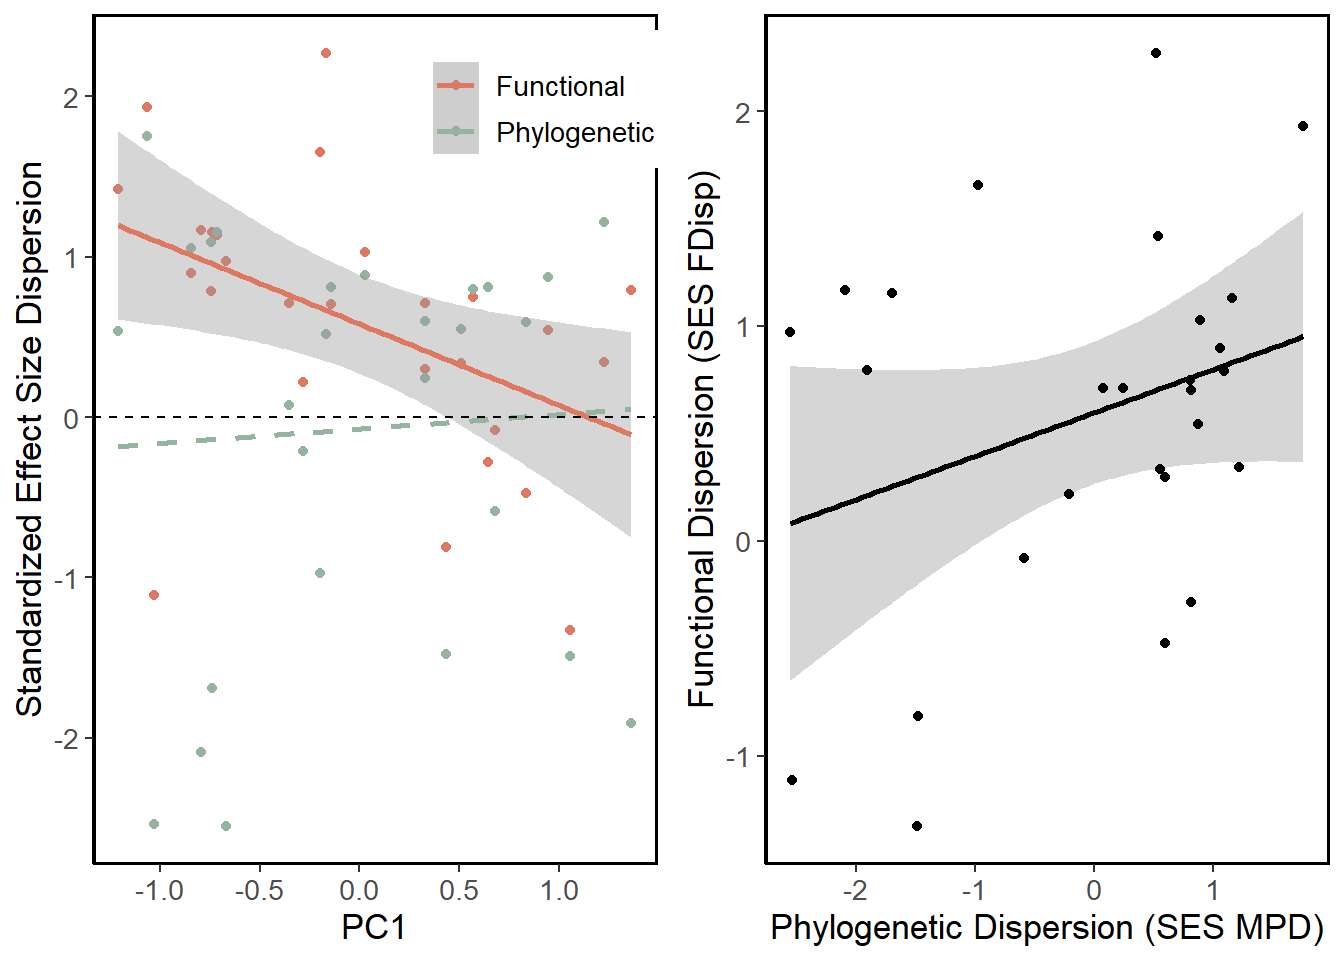 Standardized Effect Size Dispersion
2
1
0
-1
-2
Functional
Phylogenetic
-1.0 -0.5 0.0 0.5 1.0
PC1
Functional Dispersion (SES FDisp)
2
1
0
-1
-2 -1 0 1
Phylogenetic Dispersion (SES MPD)